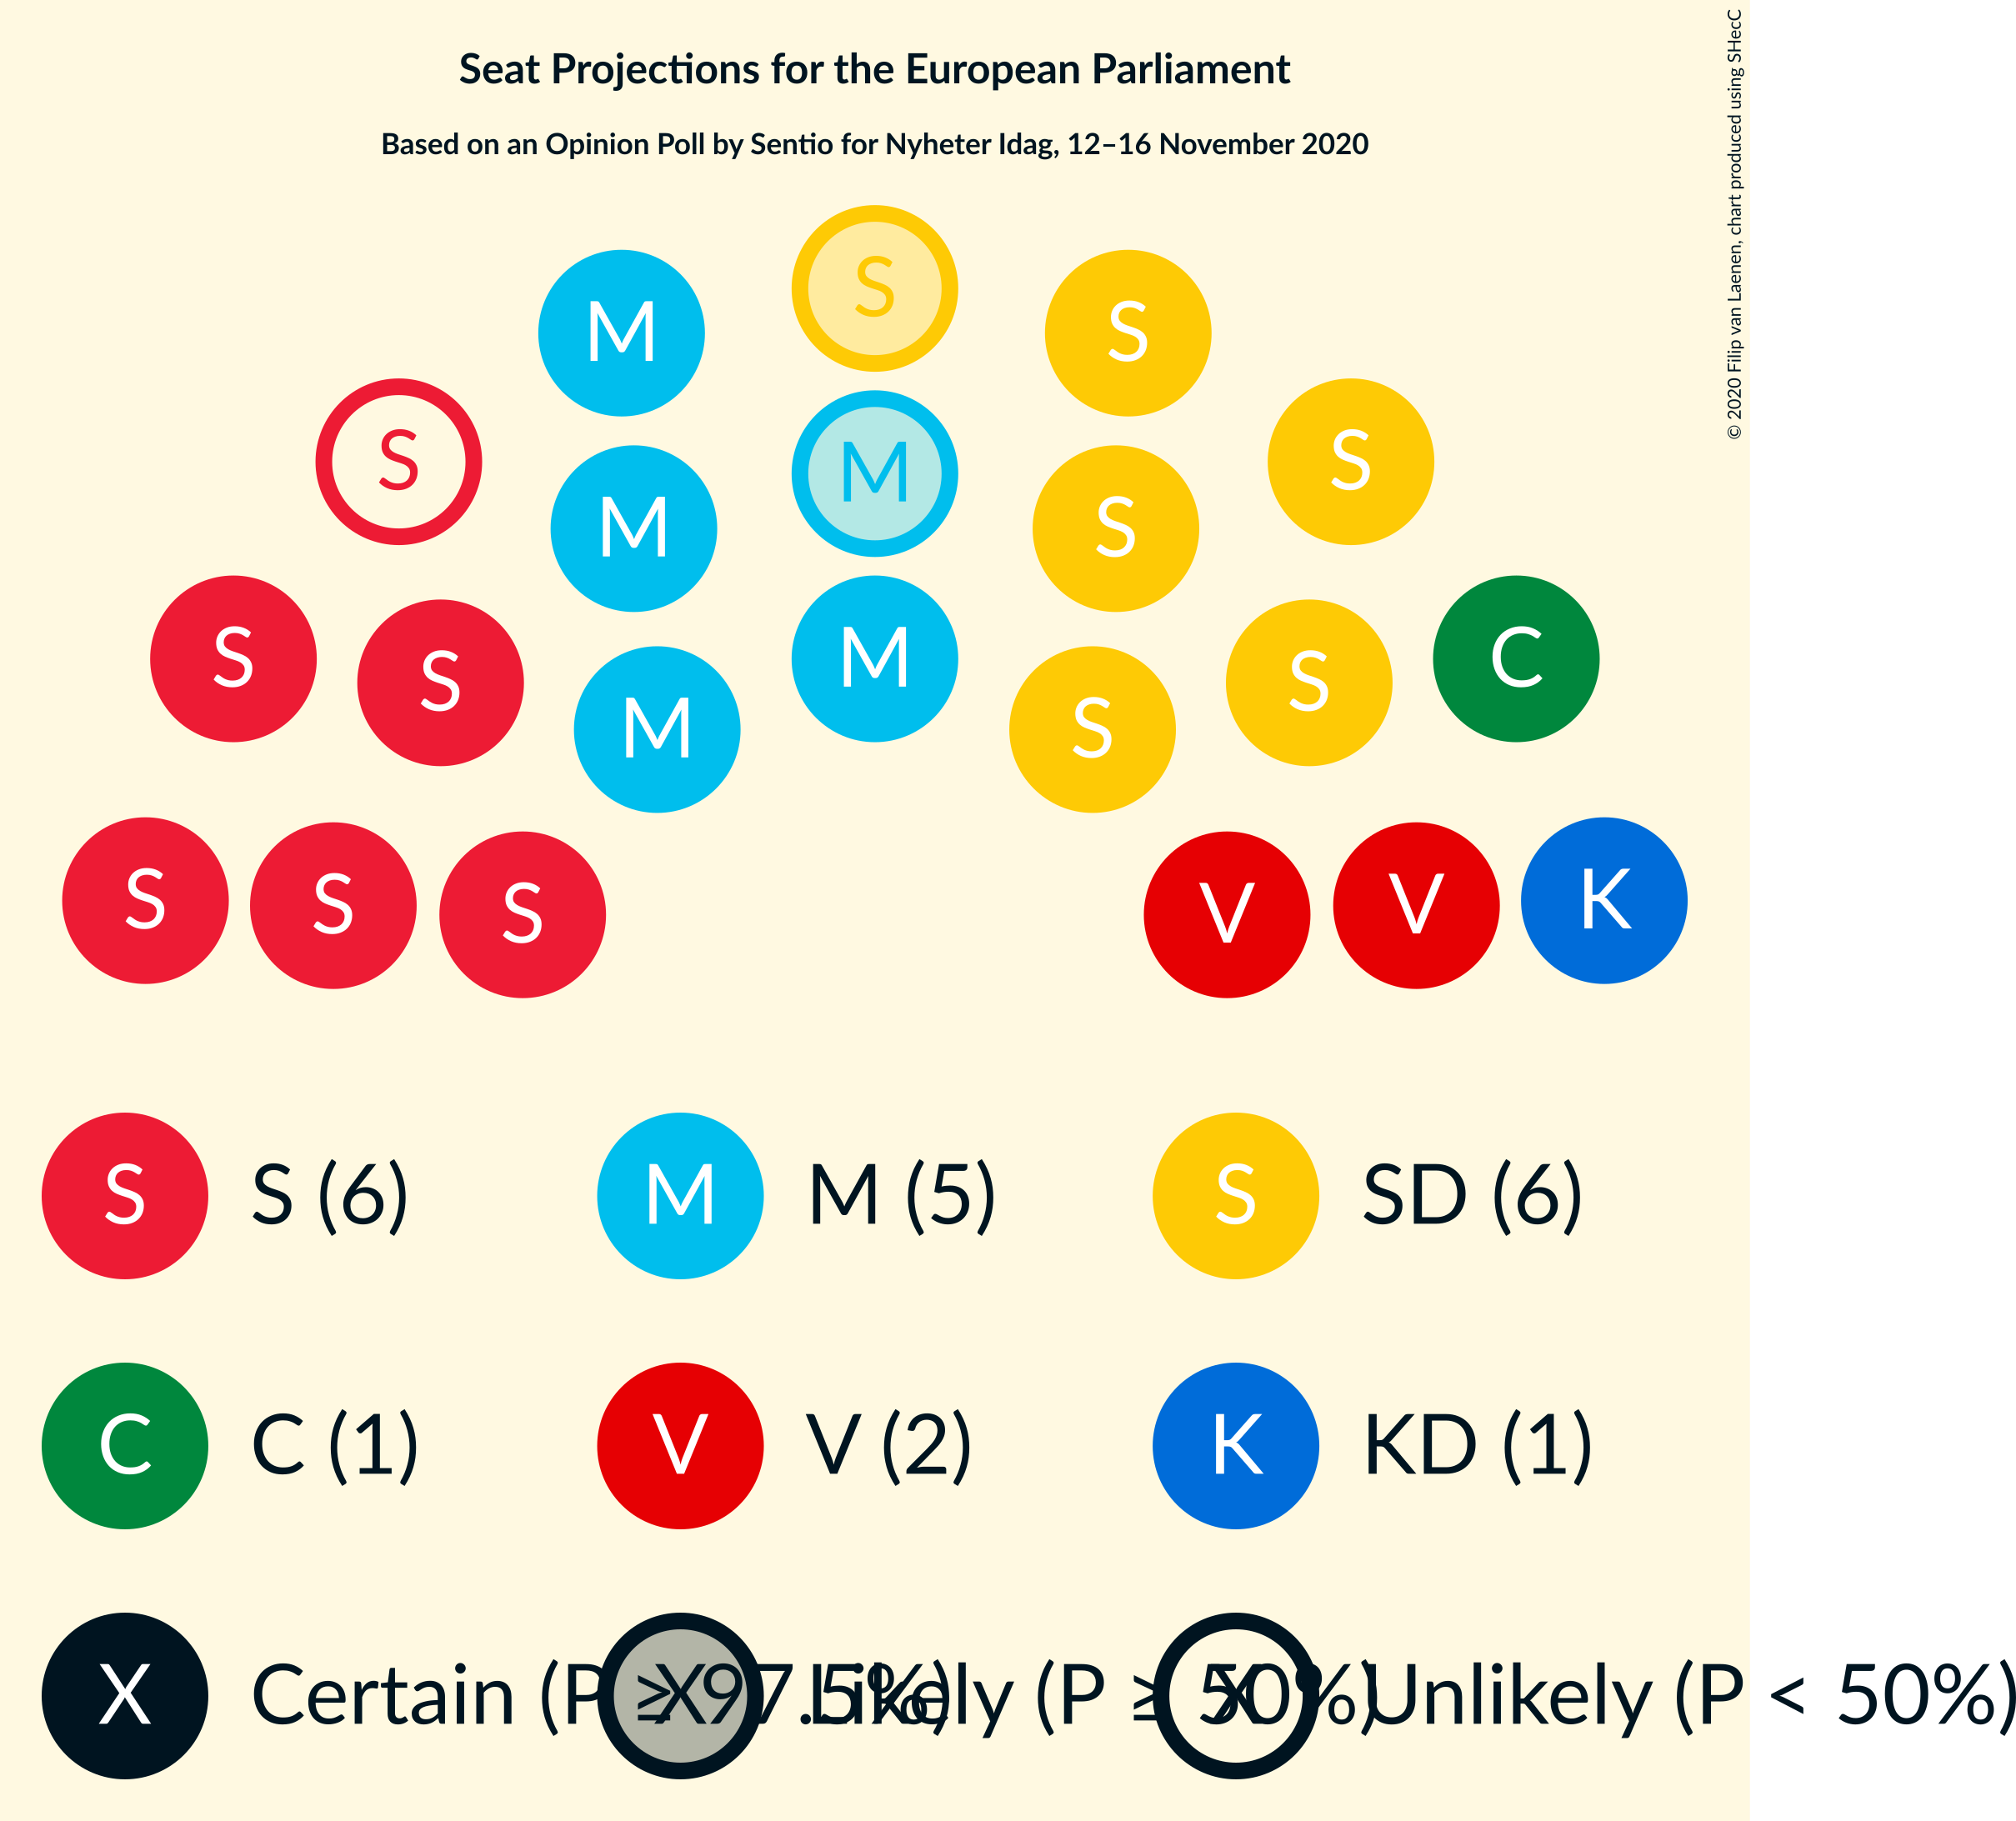 Seat Projections for the European Parliament
Based on an Opinion Poll by Sentio for Nyheter Idag, 12–16 November 2020
© 2020 Filip van Laenen, chart produced using SHecC
S
M S
S S
M
M S
S S M S C
S M S
M S
S S S V V K
S S (6) M M (5) S SD (6)
C C (1) V V (2) K KD (1)
X Certain (P ≥ 97.5%) X Likely (P ≥ 50%) X Unlikely (P < 50%)